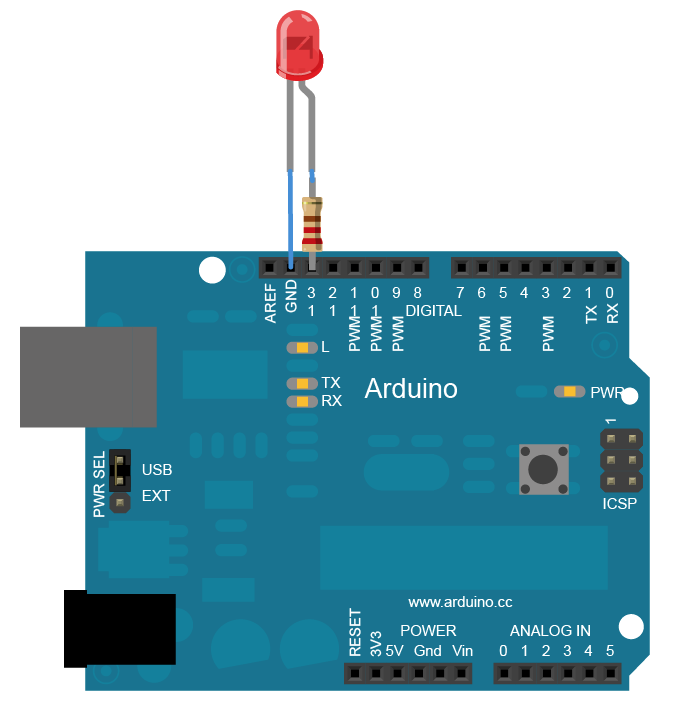 AREF
GND
3 2 1 0 9 8
1 1 1 1
7 6 5 4 3 2 1 0
DIGITAL
PWM PWM PWM
PWM PWM PWM
TX RX
L
TX
RX
Arduino
PWR
1
ICSP
PWR SEL
USB
EXT
www.arduino.cc
POWER
RESET 3V3 5V Gnd Vin
ANALOG IN
0 1 2 3 4 5